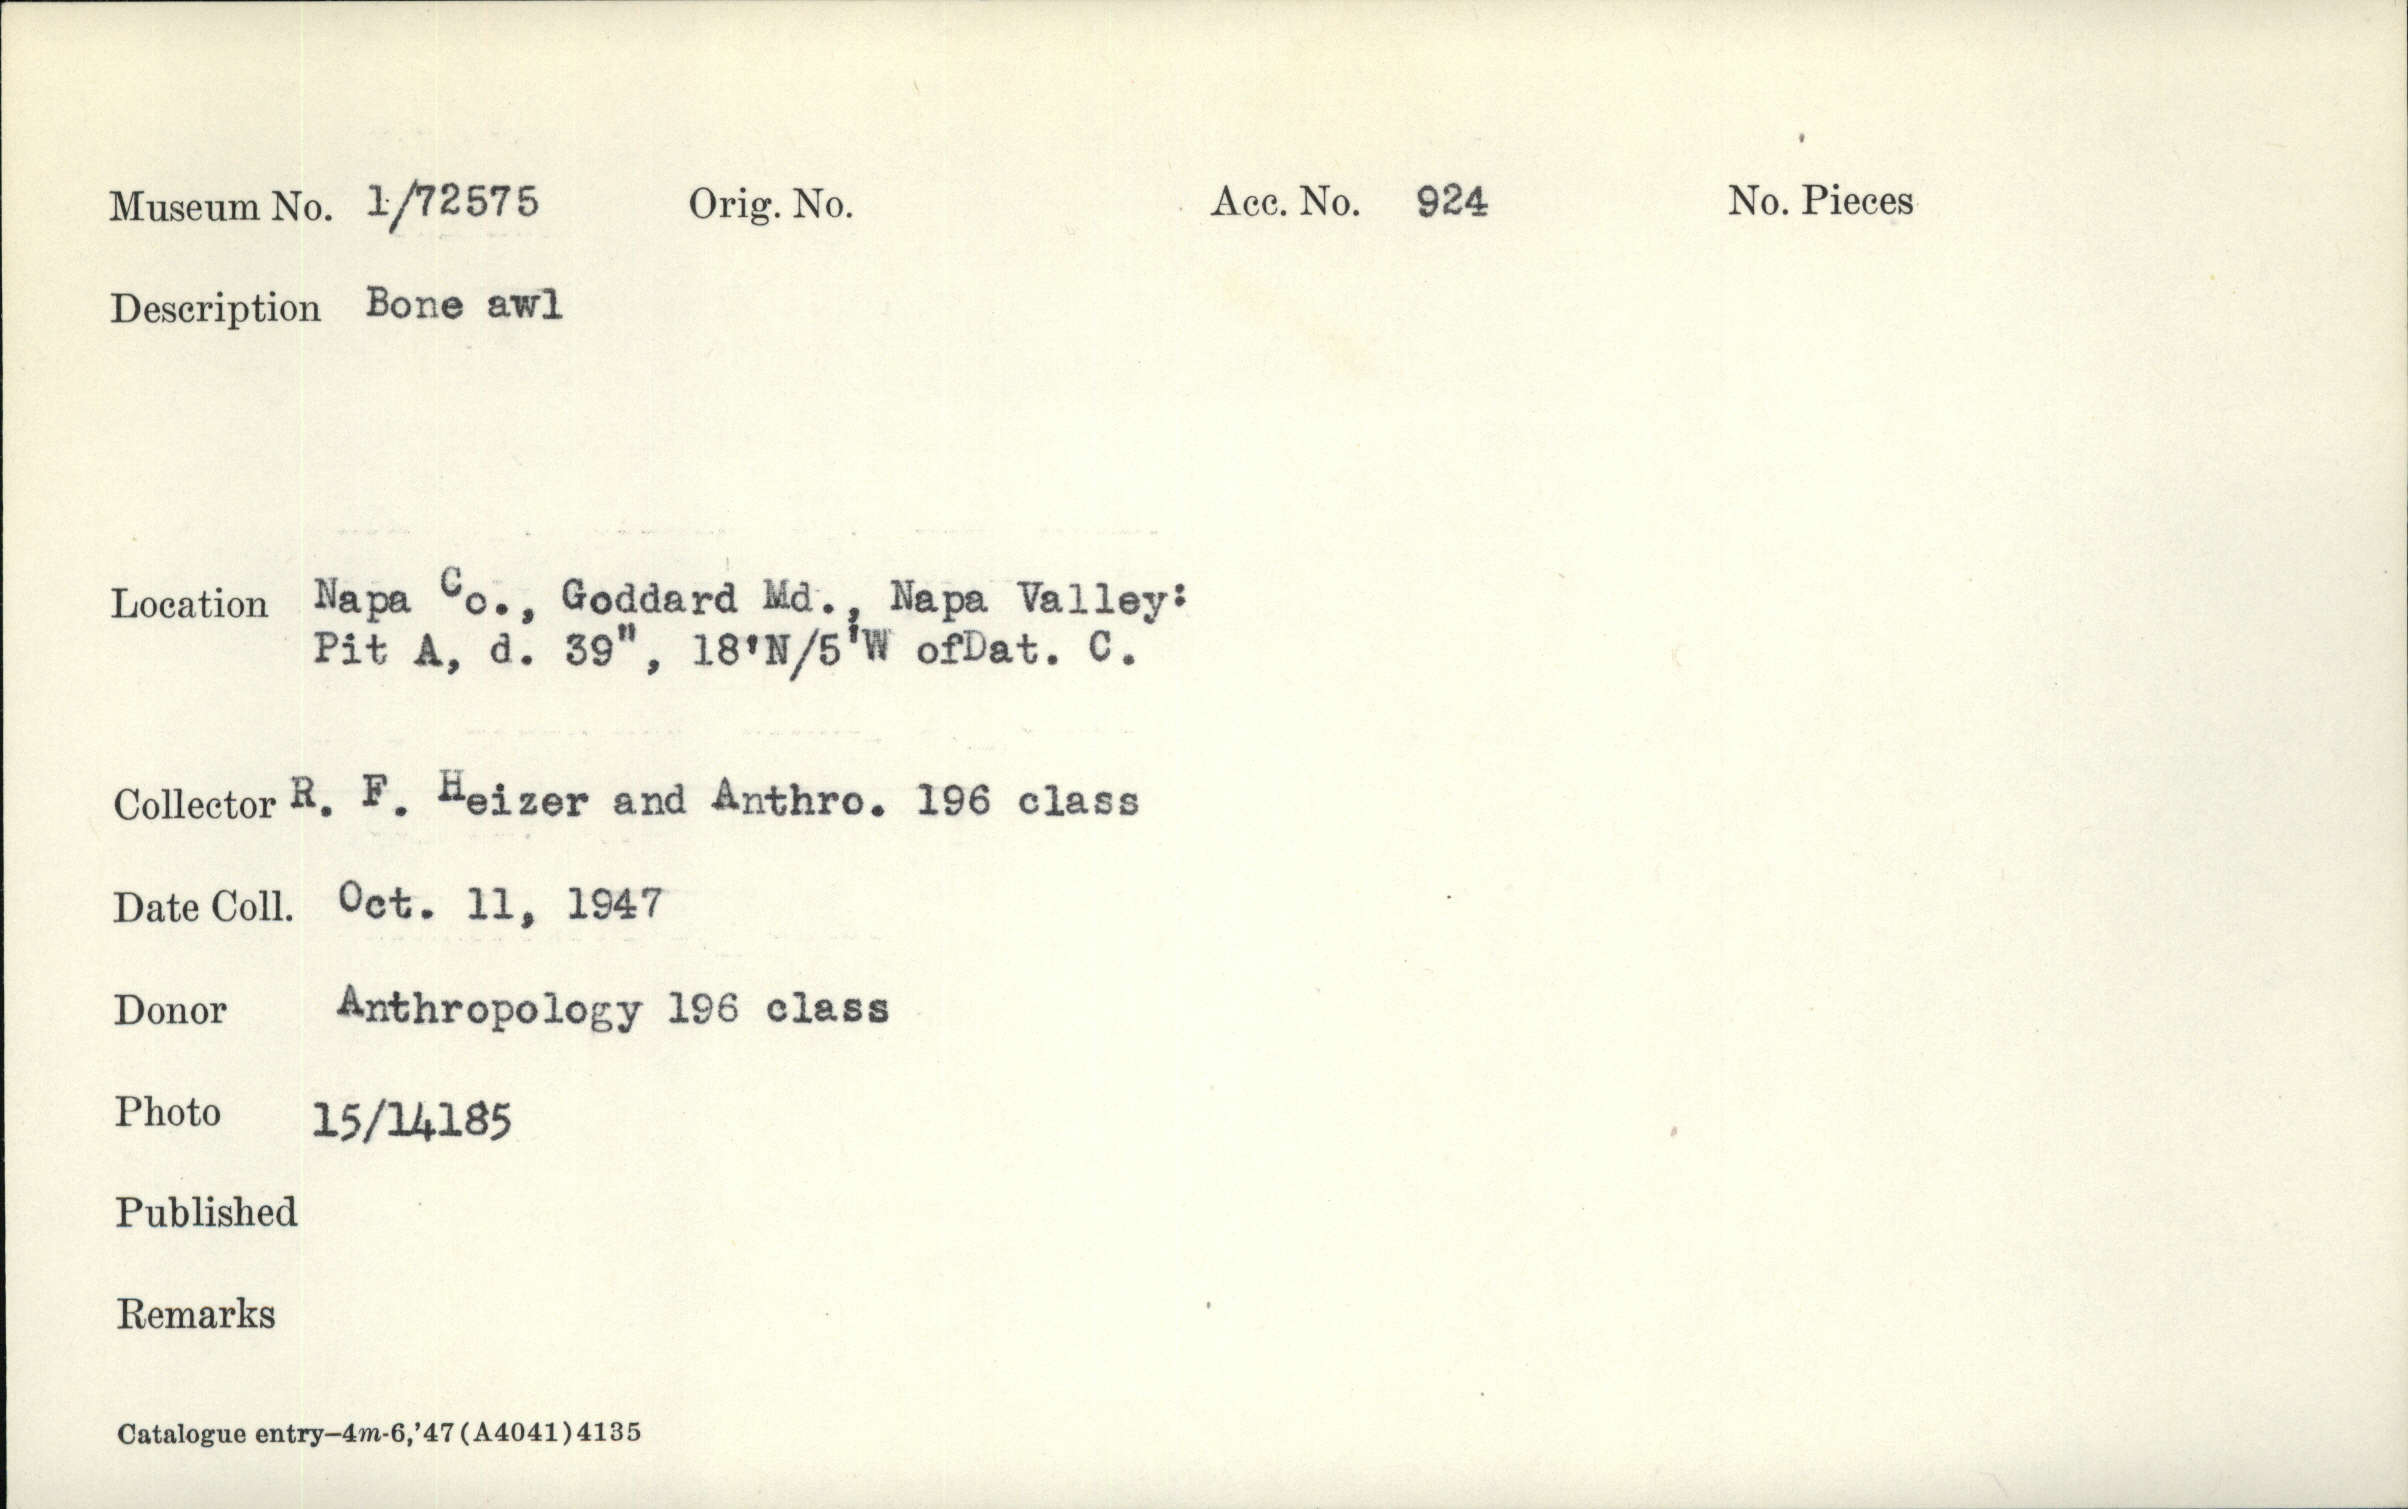 Museum No. 1/72575 Orig. No. Acc. No. 924 No. Pieces
Description Bone awl
Location Napa Co., Goddard Md., Napa Valley:
Pit A, d. 39", 18'N/5'W ofDat. C.
Collector R. F. Heizer and Anthro. 196 class
Date Coll. Oct. 11, 1947
Donor Anthropology 196 class
Photo 15/14185
Published
Remarks
Catalogue entry–4m-6,'47(A4041)4135